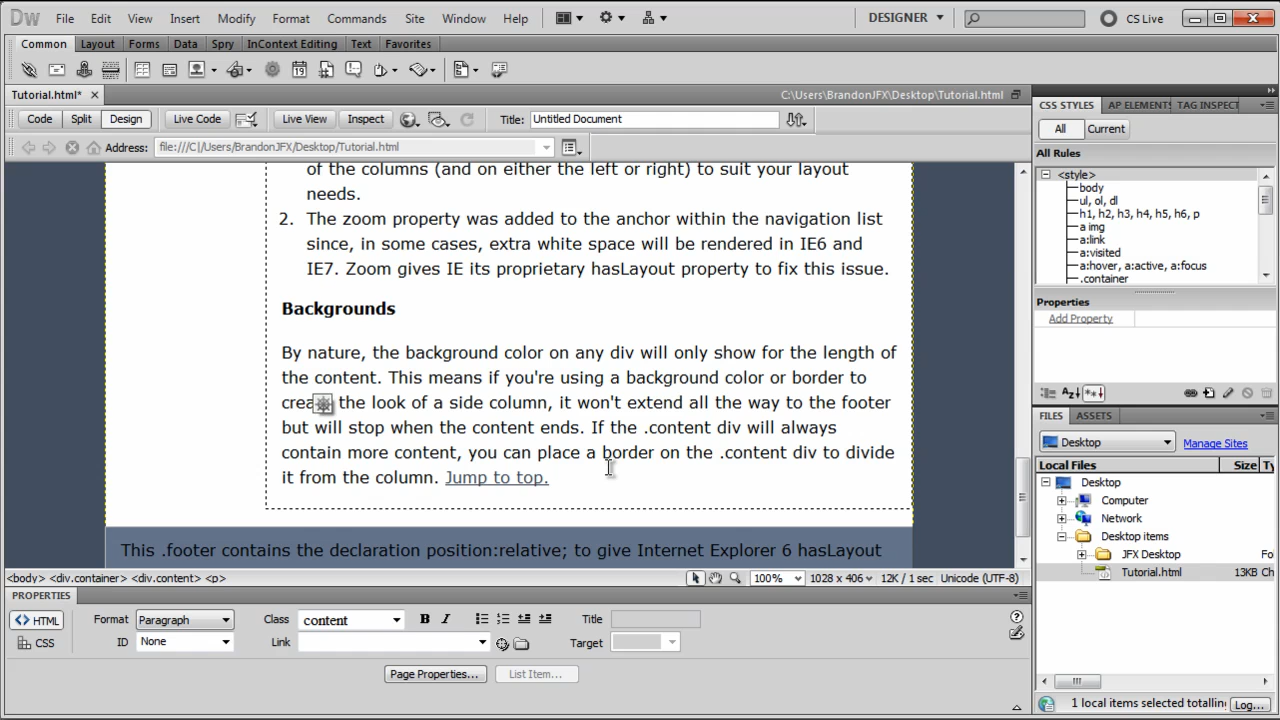 Dw File Edit View Insert Modify Format Commands Site Window Help DESIGNER CS Live
Common Layout Forms Data Spry InContext Editing Text Favorites
19
Tutorial.html* C:\Users\BrandonJFX\Desktop\Tutorial.html
Code Split Design Live Code Live View Inspect Title: Untitled Document
Address: file:///C|/Users/BrandonJFX/Desktop/Tutorial.html
of the columns (and on either the left or right) to suit your layout
needs.
2. The zoom property was added to the anchor within the navigation list
since, in some cases, extra white space will be rendered in IE6 and
IE7. Zoom gives IE its proprietary hasLayout property to fix this issue.
Backgrounds
By nature, the background color on any div will only show for the length of
the content. This means if you're using a background color or border to
crea the look of a side column, it won't extend all the way to the footer
but will stop when the content ends. If the .content div will always
contain more content, you can place a border on the .content div to divide
it from the column. Jump to top.
This .footer contains the declaration position:relative; to give Internet Explorer 6 hasLayout
<body> <div.container> <div.content> <p> 100% 1028 x 406 12K / 1 sec Unicode (UTF-8)
PROPERTIES
<> HTML Format Paragraph Class content B I Title
CSS ID None Link Target
Page Properties... List Item...
CSS STYLES AP ELEMENTS TAG INSPECT
All Current
All Rules
<style>
body
ul, ol, dl
h1, h2, h3, h4, h5, h6, p
a img
a:link
a:visited
a:hover, a:active, a:focus
.container
Properties
Add Property
Az
FILES ASSETS
Desktop Manage Sites
Local Files Size Ty
Desktop
Computer
Network
Desktop items
JFX Desktop Fo
Tutorial.html 13KB Ch
1 local items selected totallin Log...